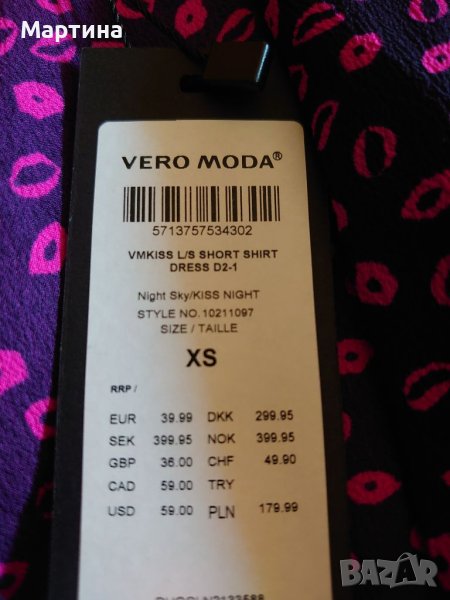 Мартина
VERO MODA®
5713757534302
VMKISS L/S SHORT SHIRT
DRESS D2-1
Night Sky/KISS NIGHT
STYLE NO. 10211097
SIZE / TAILLE
XS
RRP /
EUR 39.99 DKK 299.95
SEK 399.95 NOK 399.95
GBP 36.00 CHF 49.90
CAD 59.00 TRY
USD 59.00 PLN 179.99
BAZAR